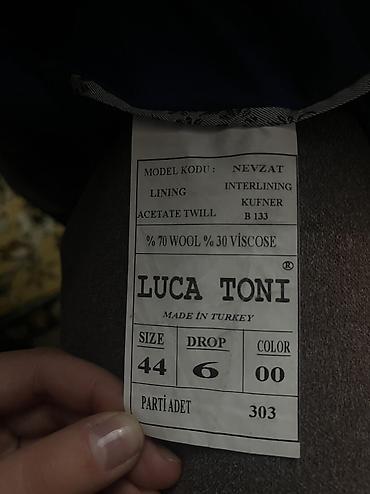 MODEL KODU : NEVZAT
LINING INTERLINING
KUFNER
ACETATE TWILL B 133
% 70 WOOL % 30 VİSCOSE
LUCA TONI ®
MADE İN TURKEY
SIZE DROP COLOR
44 6 00
PARTİ ADET 303